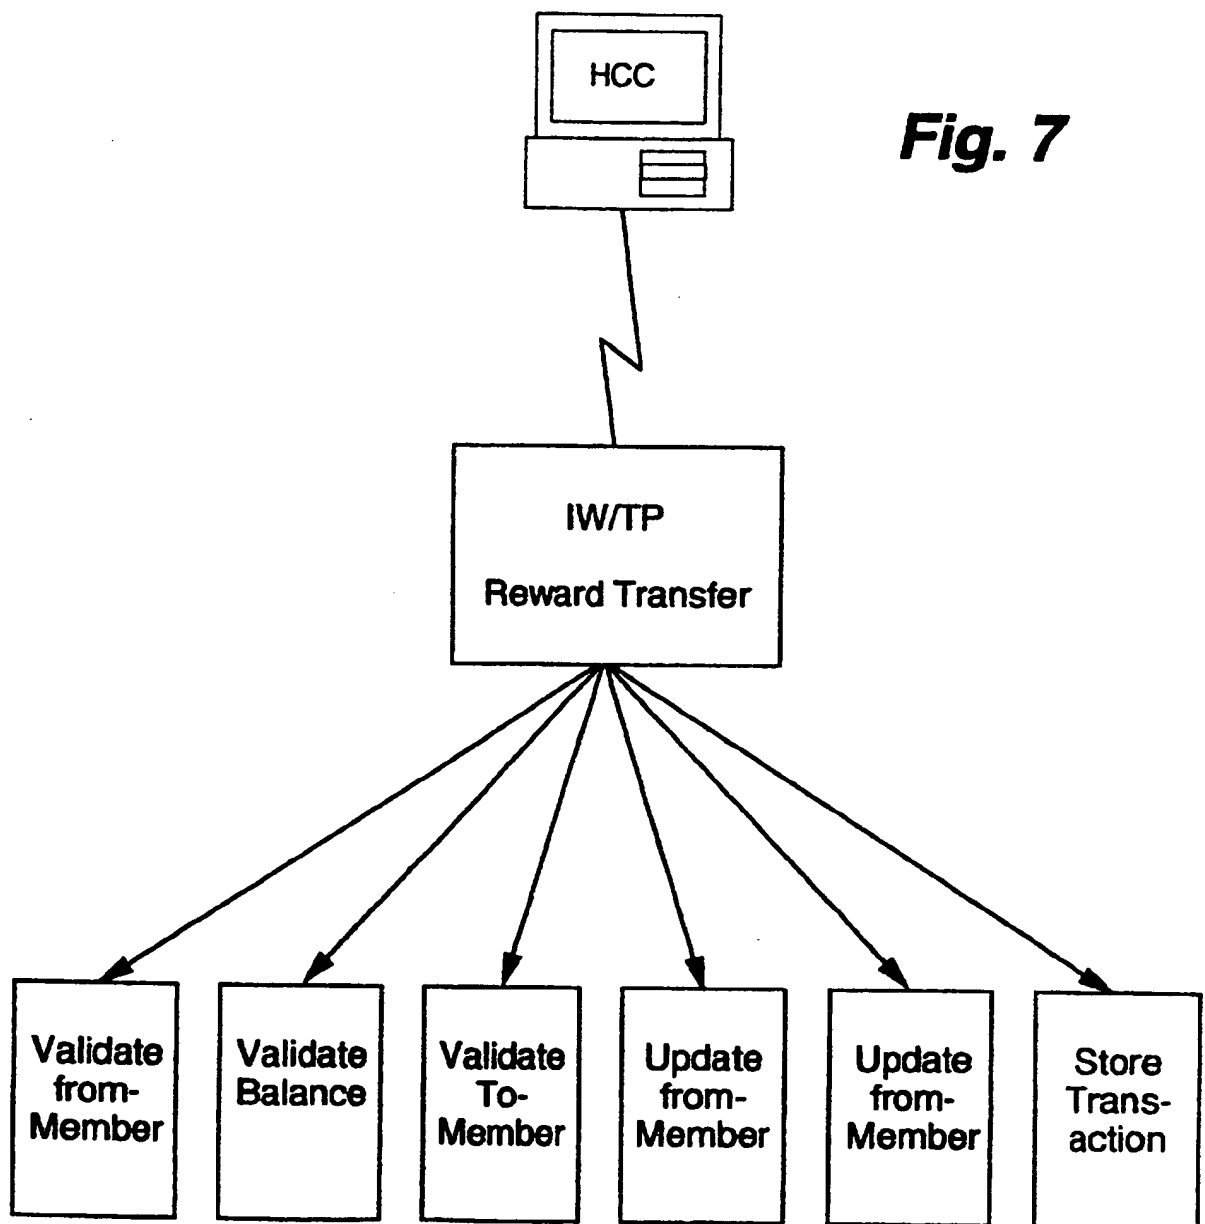 HCC
Fig. 7
IW/TP
Reward Transfer
Validate
from-
Member
Validate
Balance
Validate
To-
Member
Update
from-
Member
Update
from-
Member
Store
Trans-
action